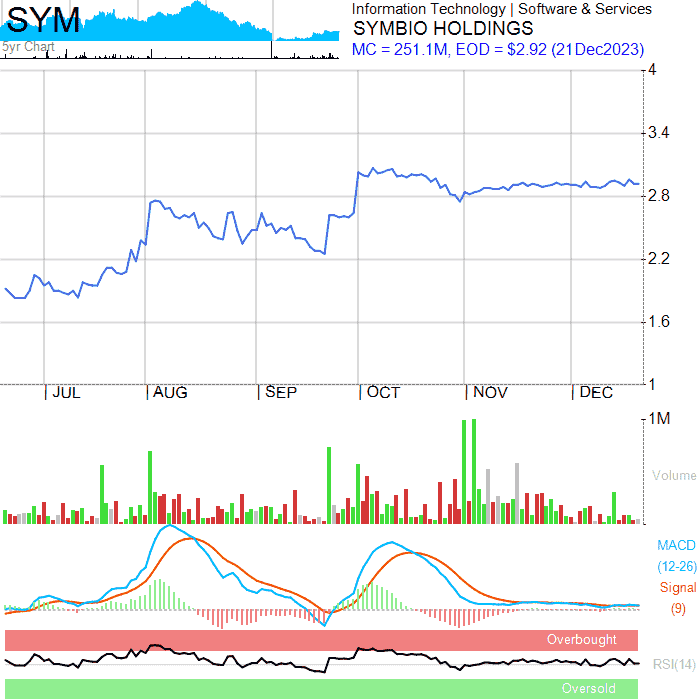 SYM
5yr Chart
Information Technology | Software & Services
SYMBIO HOLDINGS
MC = 251.1M, EOD = $2.92 (21Dec2023)
4
3.4
2.8
2.2
1.6
1
JUL AUG SEP OCT NOV DEC
1M
Volume
MACD
(12-26)
Signal
(9)
Overbought
RSI(14)
Oversold